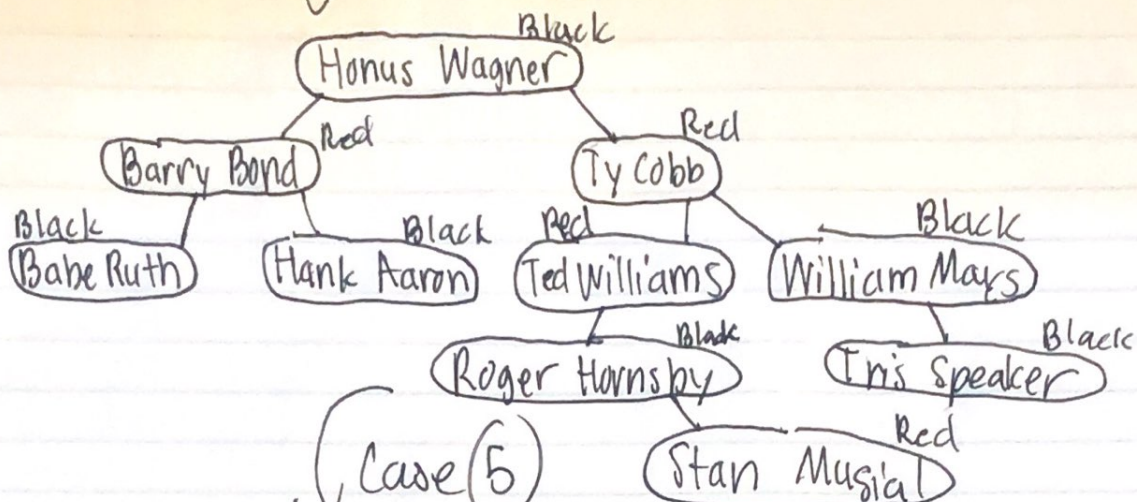 Black
Honus Wagner
Red Red
Barry Bond Ty Cobb
Black Black Red Black
Babe Ruth Hank Aaron Ted Williams William Mays
Black Black
Roger Hornsby Tris Speaker
Red
Case 5 Stan Musial